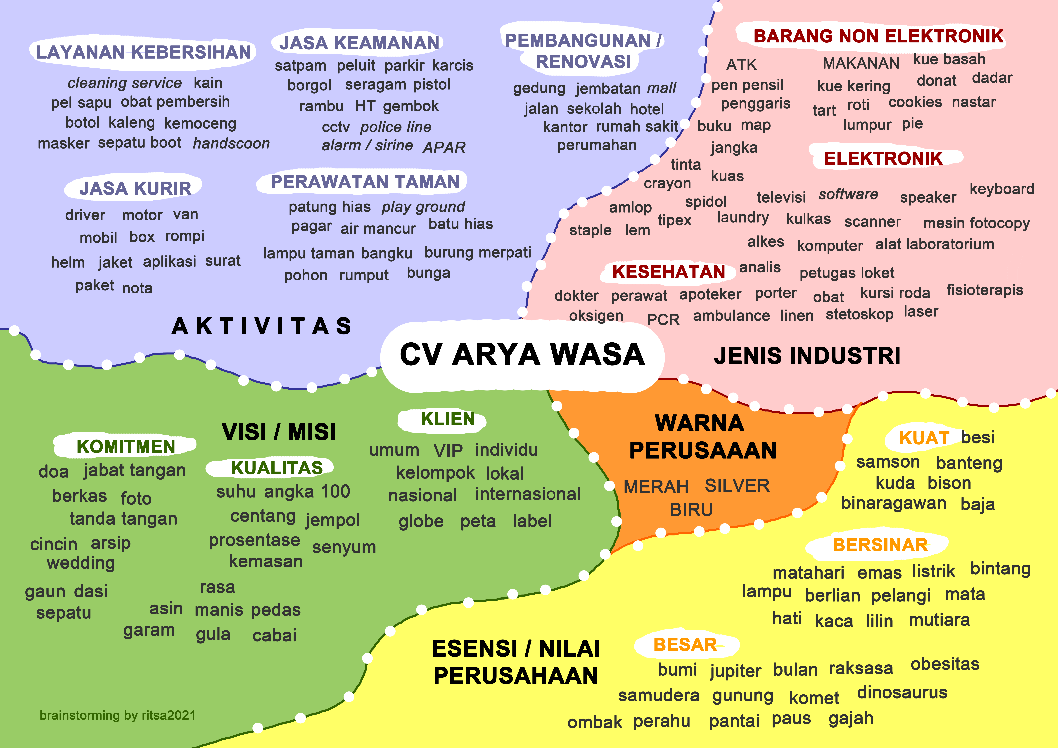 LAYANAN KEBERSIHAN
cleaning service kain
pel sapu obat pembersih
botol kaleng kemoceng
masker sepatu boot handscoon
JASA KEAMANAN
satpam peluit parkir karcis
borgol seragam pistol
rambu HT gembok
cctv police line
alarm / sirine APAR
PEMBANGUNAN /
RENOVASI
gedung jembatan mall
jalan sekolah hotel
kantor rumah sakit
perumahan
JASA KURIR
driver motor van
mobil box rompi
helm jaket aplikasi surat
paket nota
PERAWATAN TAMAN
patung hias play ground
pagar air mancur batu hias
lampu taman bangku burung merpati
pohon rumput bunga
AKTIVITAS
BARANG NON ELEKTRONIK
ATK
pen pensil
penggaris
buku map
jangka
tinta
crayon kuas
amlop spidol
staple lem tipex
MAKANAN kue basah
kue kering donat dadar
tart roti cookies nastar
lumpur pie
ELEKTRONIK
televisi software speaker keyboard
laundry kulkas scanner mesin fotocopy
alkes komputer alat laboratorium
KESEHATAN analis petugas loket
dokter perawat apoteker porter obat kursi roda fisioterapis
oksigen PCR ambulance linen stetoskop laser
JENIS INDUSTRI
CV ARYA WASA
VISI / MISI
KOMITMEN
doa jabat tangan
berkas foto
tanda tangan
cincin arsip
wedding
gaun dasi
sepatu
KUALITAS
suhu angka 100
centang jempol
prosentase senyum
kemasan
rasa
asin manis pedas
garam gula cabai
KLIEN
umum VIP individu
kelompok lokal
nasional internasional
globe peta label
WARNA
PERUSAAAN
MERAH SILVER
BIRU
KUAT besi
samson banteng
kuda bison
binaragawan baja
BERSINAR
matahari emas listrik bintang
lampu berlian pelangi mata
hati kaca lilin mutiara
ESENSI / NILAI
PERUSAHAAN
BESAR
bumi jupiter bulan raksasa obesitas
samudera gunung komet dinosaurus
ombak perahu pantai paus gajah
brainstorming by ritsa2021